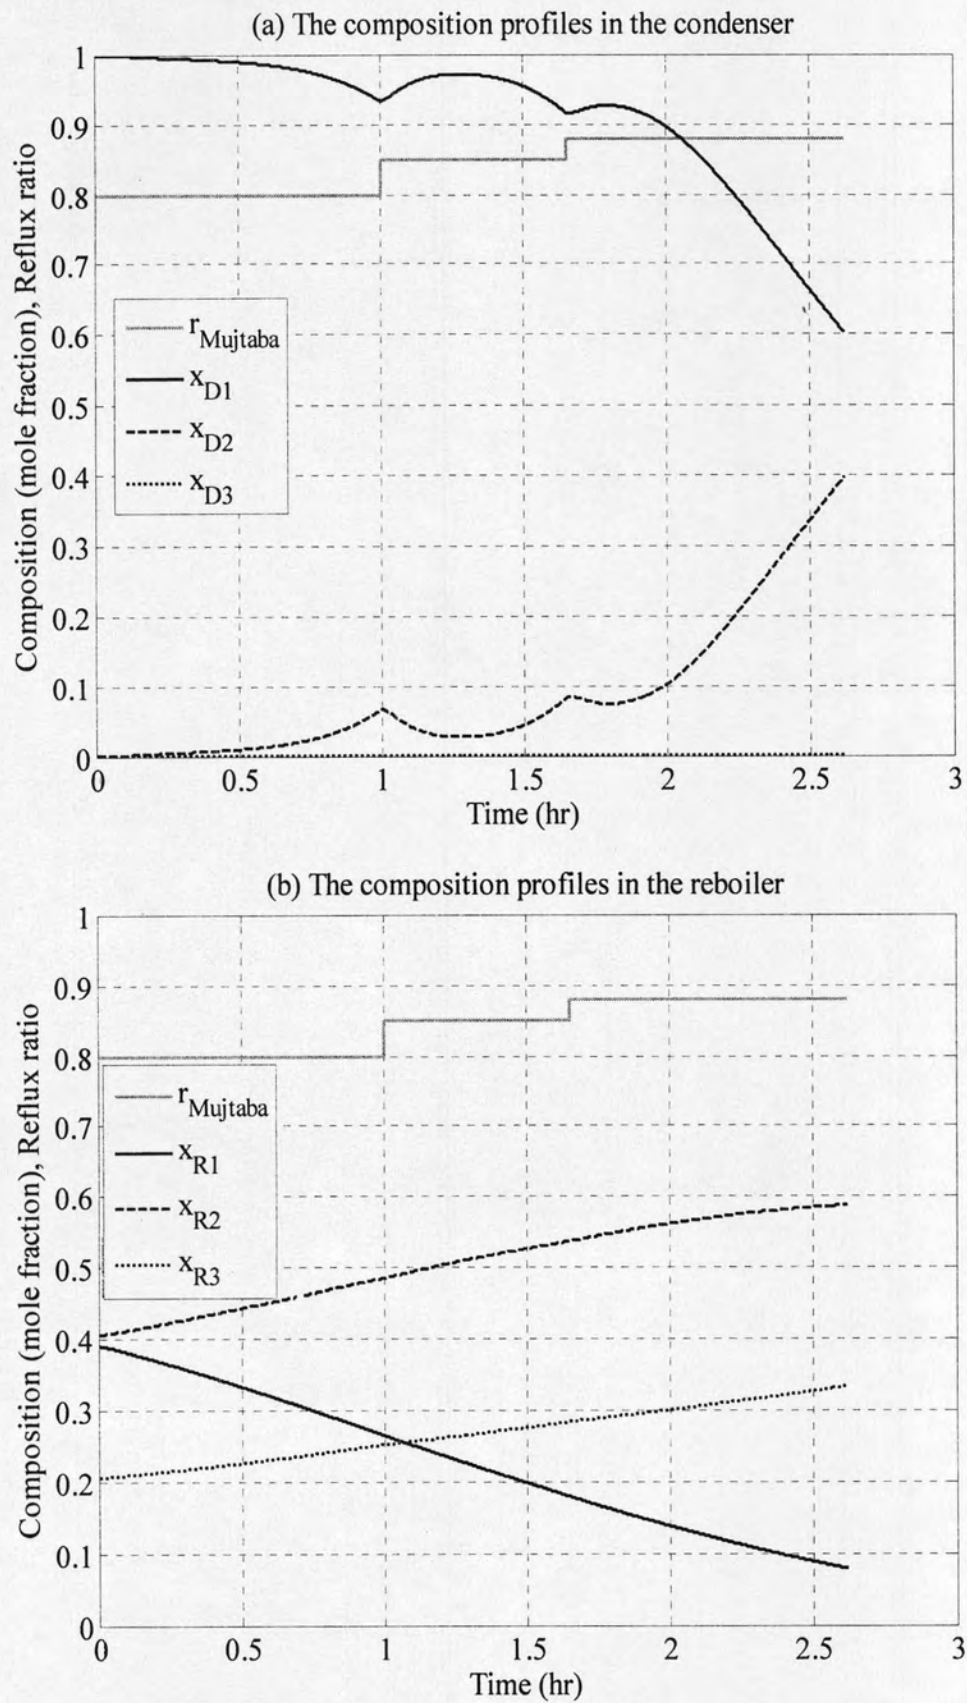 (a) The composition profiles in the condenser
1
0.9
0.8
0.7
0.6
0.5
0.4
0.3
0.2
0.1
0
Composition (mole fraction), Reflux ratio
r_Mujtaba
x_D1
x_D2
x_D3
0 0.5 1 1.5 2 2.5 3
Time (hr)
(b) The composition profiles in the reboiler
1
0.9
0.8
0.7
0.6
0.5
0.4
0.3
0.2
0.1
0
Composition (mole fraction), Reflux ratio
r_Mujtaba
x_R1
x_R2
x_R3
0 0.5 1 1.5 2 2.5 3
Time (hr)